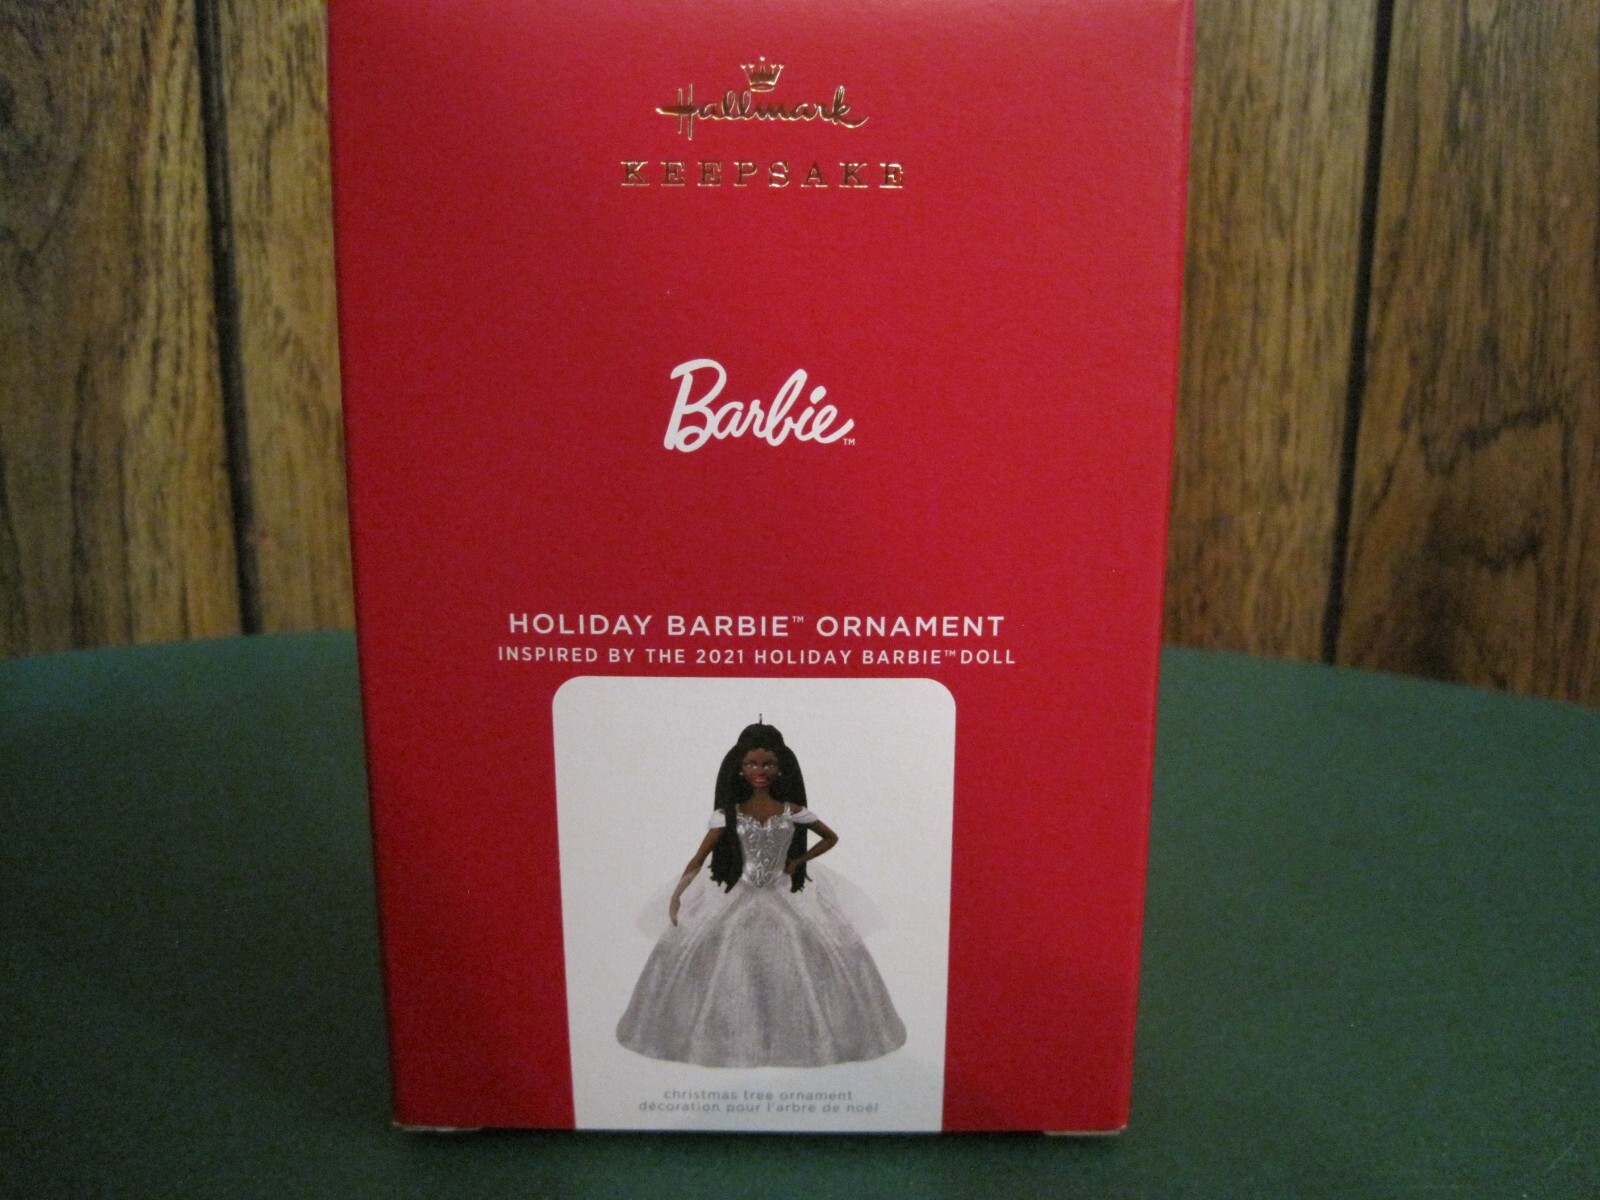 Hallmark
KEEPSAKE
Barbie™
HOLIDAY BARBIE™ ORNAMENT
INSPIRED BY THE 2021 HOLIDAY BARBIE™ DOLL
christmas tree ornament
décoration pour l'arbre de noël